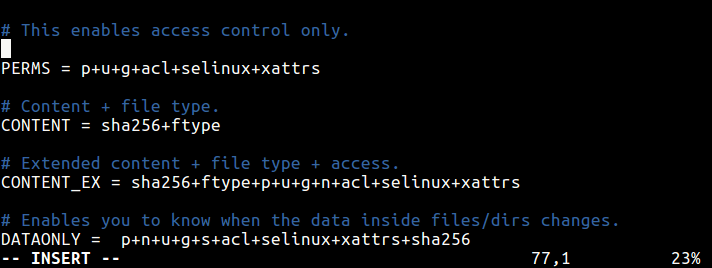 # This enables access control only.
PERMS = p+u+g+acl+selinux+xattrs
# Content + file type.
CONTENT = sha256+ftype
# Extended content + file type + access.
CONTENT_EX = sha256+ftype+p+u+g+n+acl+selinux+xattrs
# Enables you to know when the data inside files/dirs changes.
DATAONLY =  p+n+u+g+s+acl+selinux+xattrs+sha256
-- INSERT -- 77,1 23%